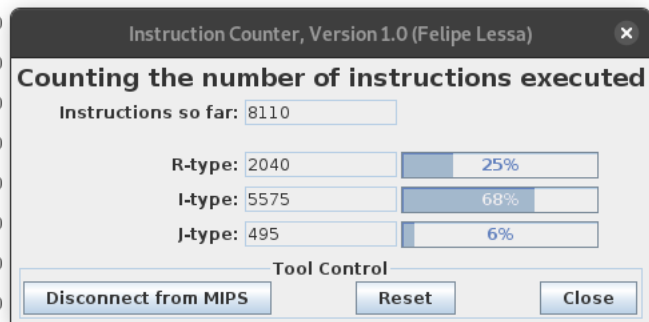 Instruction Counter, Version 1.0 (Felipe Lessa)
Counting the number of instructions executed
Instructions so far: 8110
R-type: 2040 25%
I-type: 5575 68%
J-type: 495 6%
Tool Control
Disconnect from MIPS Reset Close